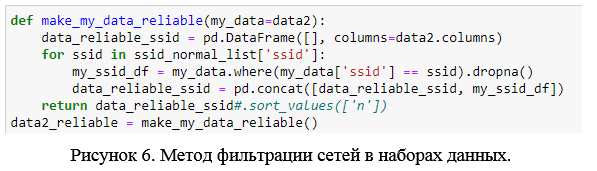 def make_my_data_reliable(my_data=data2):
    data_reliable_ssid = pd.DataFrame([], columns=data2.columns)
    for ssid in ssid_normal_list['ssid']:
        my_ssid_df = my_data.where(my_data['ssid'] == ssid).dropna()
        data_reliable_ssid = pd.concat([data_reliable_ssid, my_ssid_df])
    return data_reliable_ssid#.sort_values(['n'])
data2_reliable = make_my_data_reliable()
Рисунок 6. Метод фильтрации сетей в наборах данных.